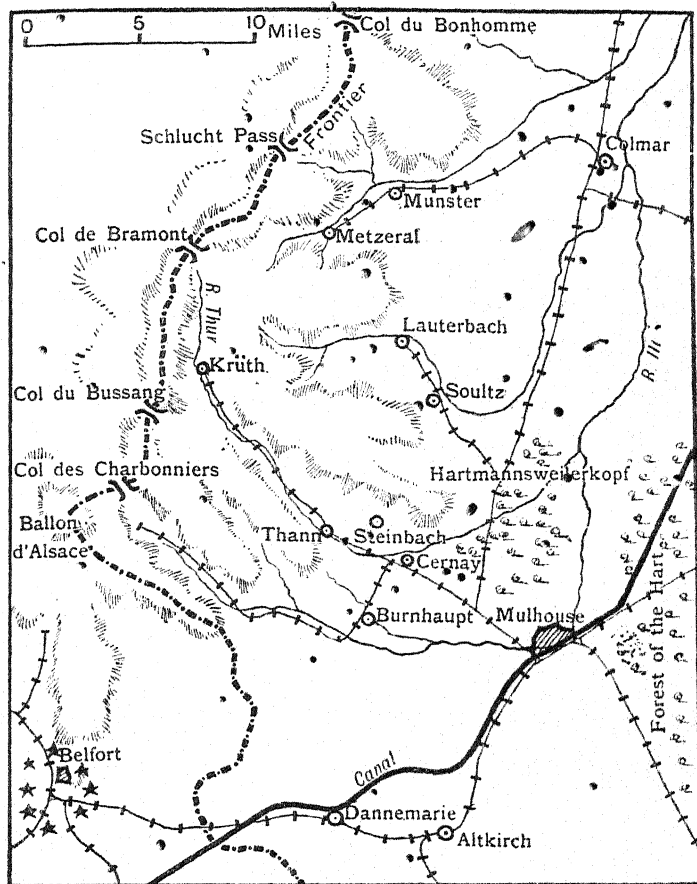 0 5 10
Miles
Col du Bonhomme
Schlucht Pass
Frontier
Colmar
Munster
Col de Bramont
Metzeral
R Thur
Lauterbach
R Ill
Kruth
Soultz
Col du Bussang
Col des Charbonniers
Hartmannsweilerkopf
Ballon
d'Alsace
Thann
Steinbach
Cernay
Burnhaupt
Mulhouse
Forest of the Hart
Belfort
Canal
Dannemarie
Altkirch